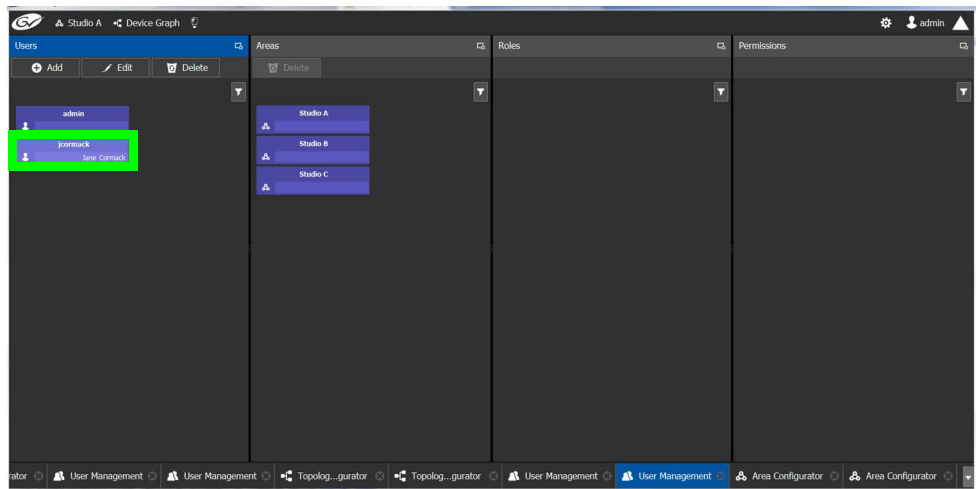 GV Studio A Device Graph admin
Users Areas Roles Permissions
Add Edit Delete Delete
admin
jcormack
Jane Cormack
Studio A
Studio B
Studio C
rator User Management User Management Topolog...gurator Topolog...gurator User Management User Management Area Configurator Area Configurator